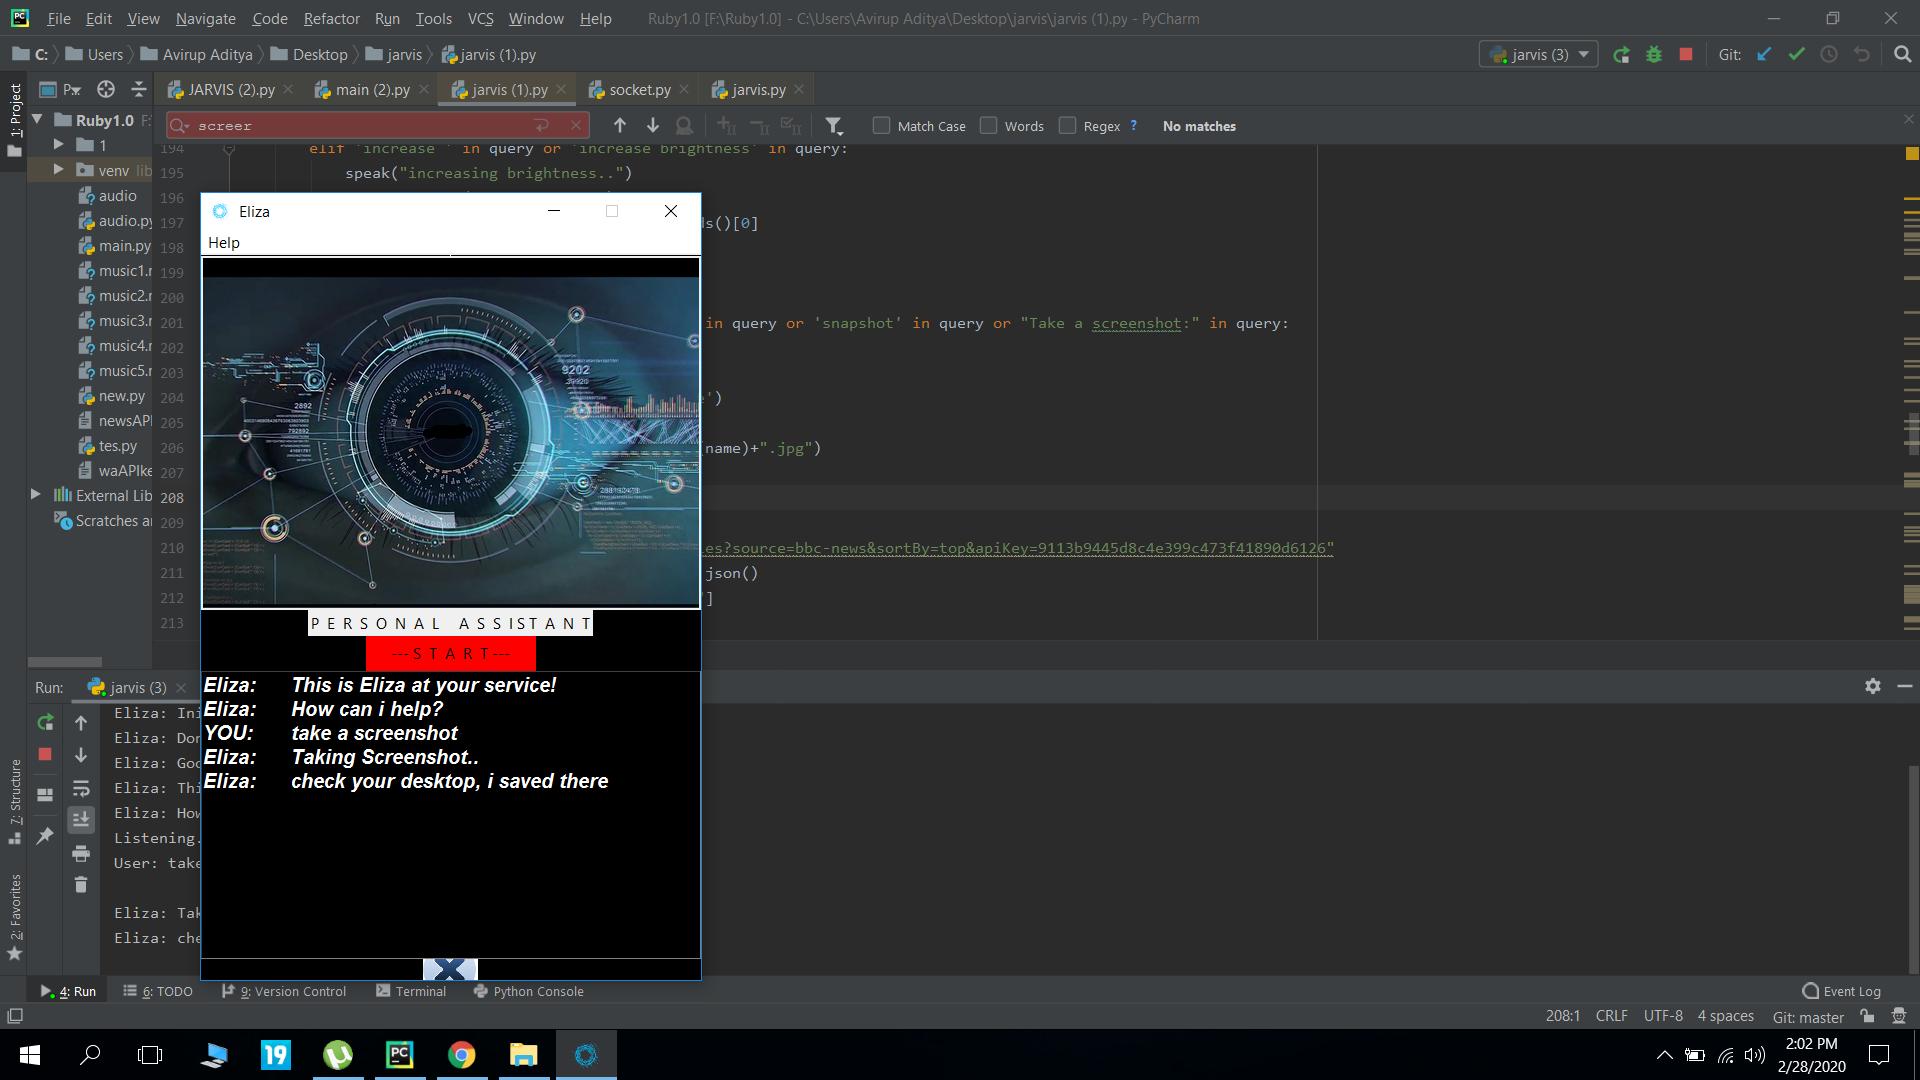 File Edit View Navigate Code Refactor Run Tools VCS Window Help Ruby1.0 [F:\Ruby1.0] - C:\Users\Avirup Aditya\Desktop\jarvis\jarvis (1).py - PyCharm
C: Users Avirup Aditya Desktop jarvis jarvis (1).py jarvis (3) Git:
1: Project
P.. JARVIS (2).py main (2).py jarvis (1).py socket.py jarvis.py
Ruby1.0 F:
screer Match Case Words Regex ? No matches
1
venv lib
audio
audio.py
main.py
music1.r
music2.r
music3.r
music4.r
music5.r
new.py
newsAPI
tes.py
waAPIke
External Lib
Scratches ar
194 elif 'increase ' in query or 'increase brightness' in query:
195 speak("increasing brightness..")
196
197 ds()[0]
198
199
200
201 in query or 'snapshot' in query or "Take a screenshot:" in query:
202
203
204 ')
205
206 (name)+".jpg")
207
208
209
210 les?source=bbc-news&sortBy=top&apiKey=9113b9445d8c4e399c473f41890d6126"
211 json()
212 ]
213
Eliza
Help
9202
39920
2892
792892
PERSONAL ASSISTANT
---START---
Eliza: This is Eliza at your service!
Eliza: How can i help?
YOU: take a screenshot
Eliza: Taking Screenshot..
Eliza: check your desktop, i saved there
Run: jarvis (3)
Eliza: Ini
Eliza: Don
Eliza: Goo
Eliza: Thi
Eliza: How
Listening.
User: take
Eliza: Tak
Eliza: che
7: Structure
2: Favorites
4: Run 6: TODO 9: Version Control Terminal Python Console Event Log
208:1 CRLF UTF-8 4 spaces Git: master
19 PC
2:02 PM
2/28/2020